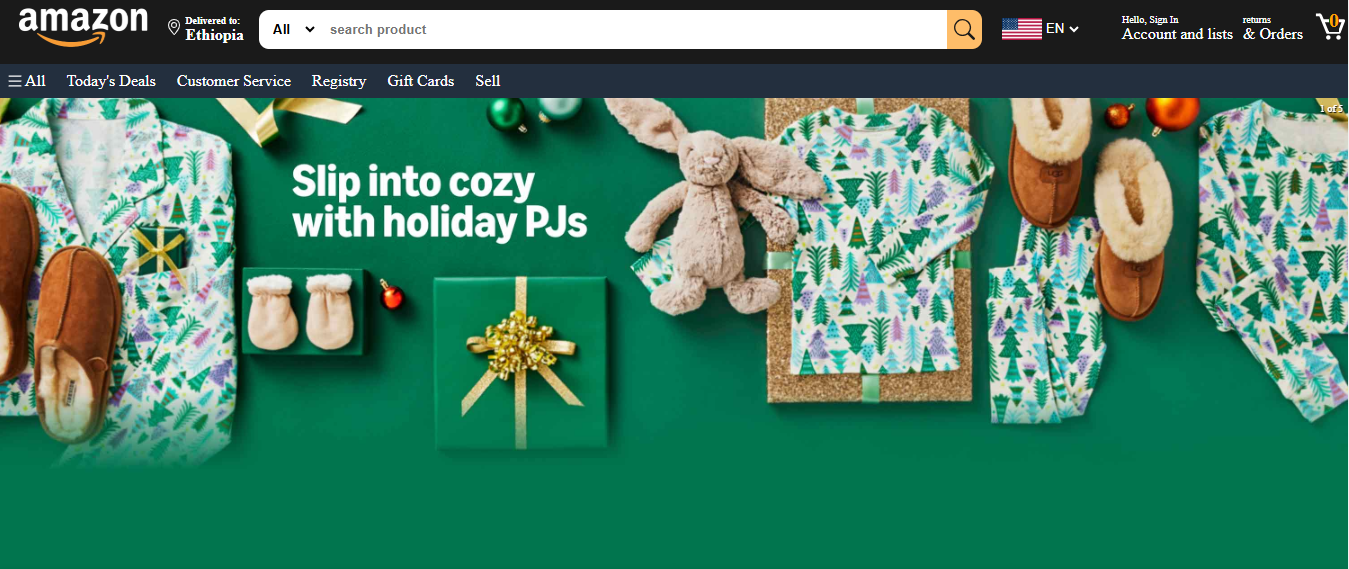 amazon
Delivered to:
Ethiopia
All
search product
EN
Hello, Sign In
Account and lists
returns
& Orders
0
All
Today's Deals
Customer Service
Registry
Gift Cards
Sell
1 of 5
Slip into cozy
with holiday PJs